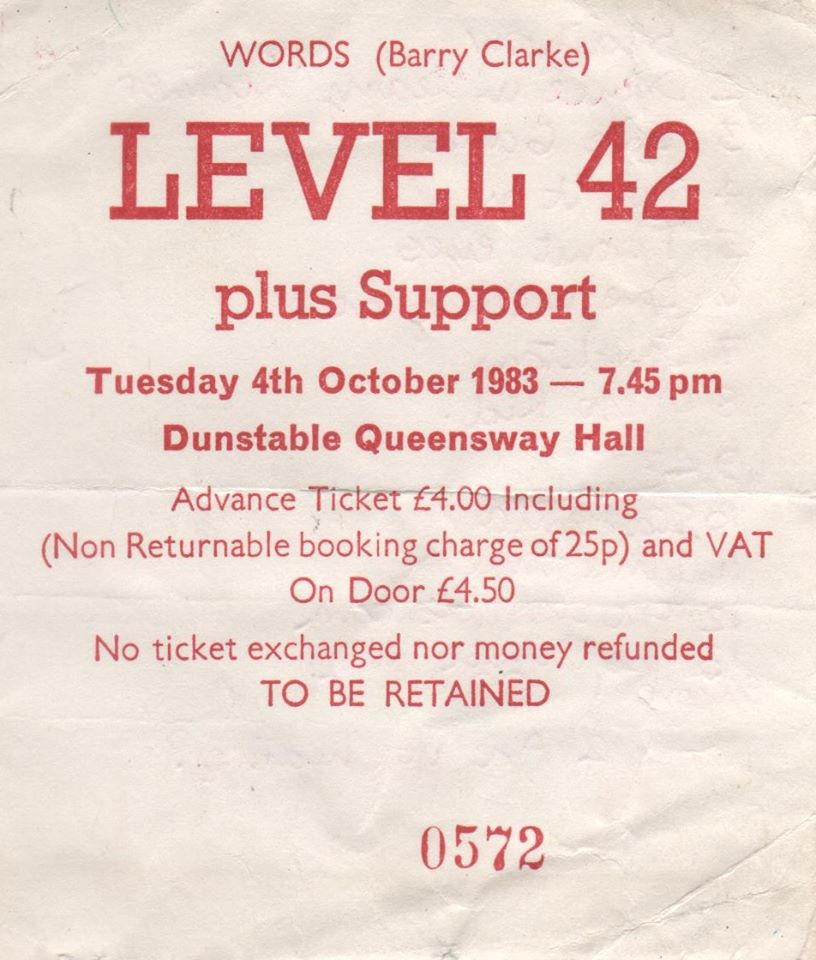 WORDS (Barry Clarke)
LEVEL 42
plus Support
Tuesday 4th October 1983 — 7.45 pm
Dunstable Queensway Hall
Advance Ticket £4.00 Including
(Non Returnable booking charge of 25p) and VAT
On Door £4.50
No ticket exchanged nor money refunded
TO BE RETAINED
0572